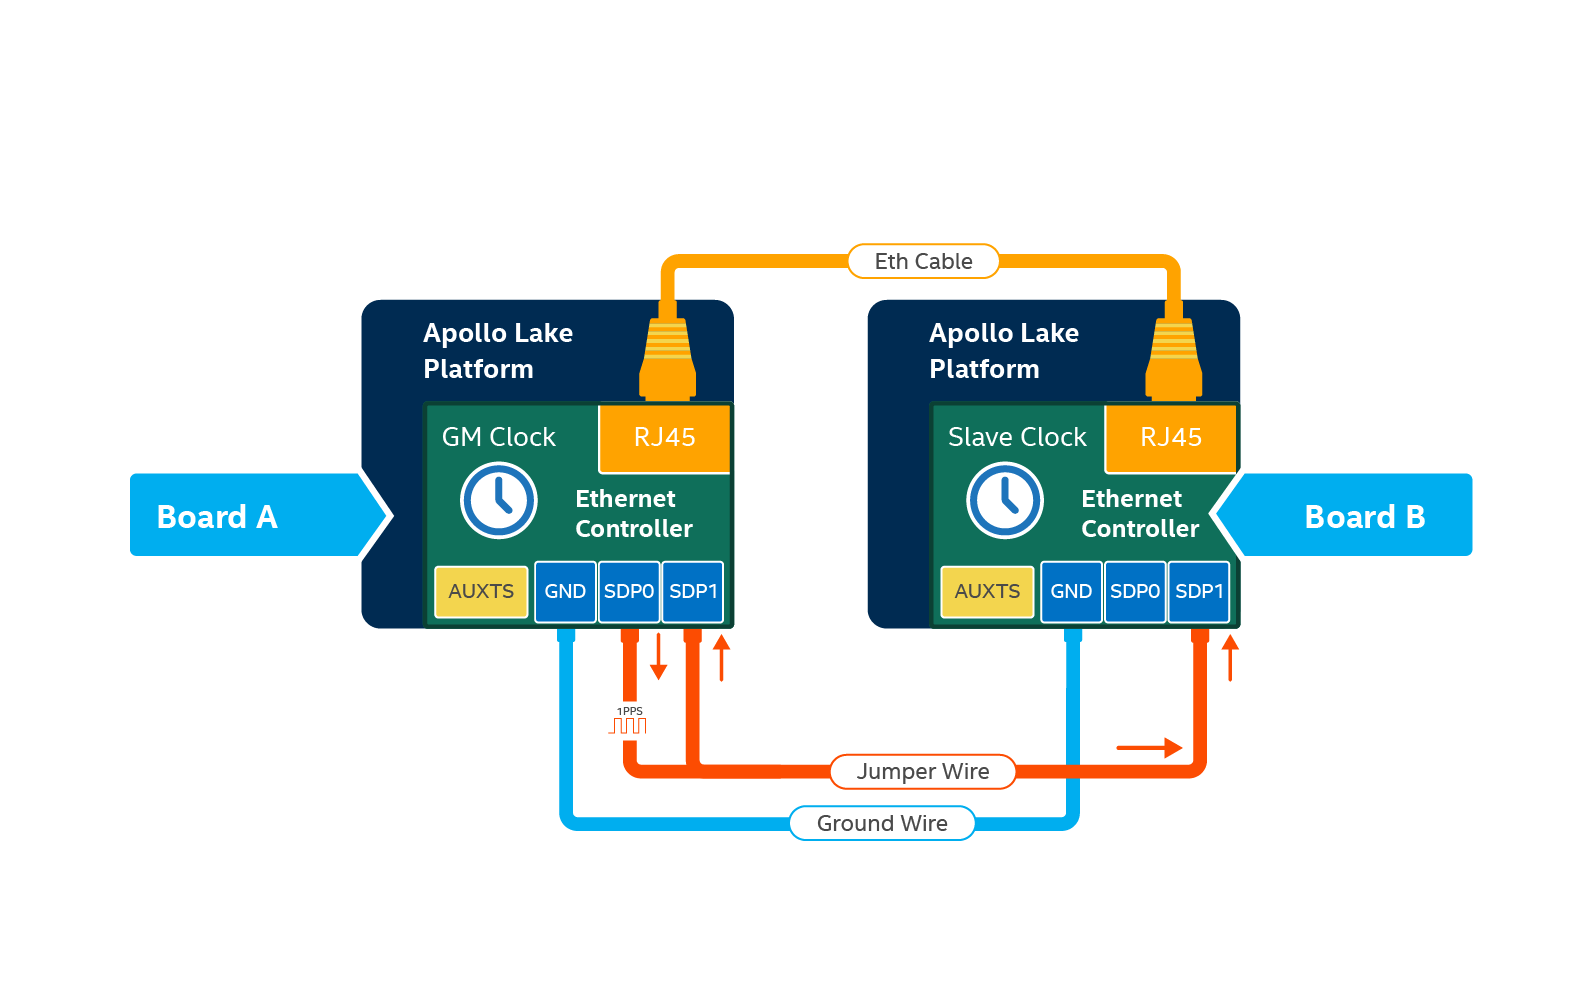 Eth Cable
Apollo Lake
Platform
GM Clock
RJ45
Ethernet
Controller
AUXTS
GND
SDP0
SDP1
Board A
Apollo Lake
Platform
Slave Clock
RJ45
Ethernet
Controller
AUXTS
GND
SDP0
SDP1
Board B
1PPS
Jumper Wire
Ground Wire